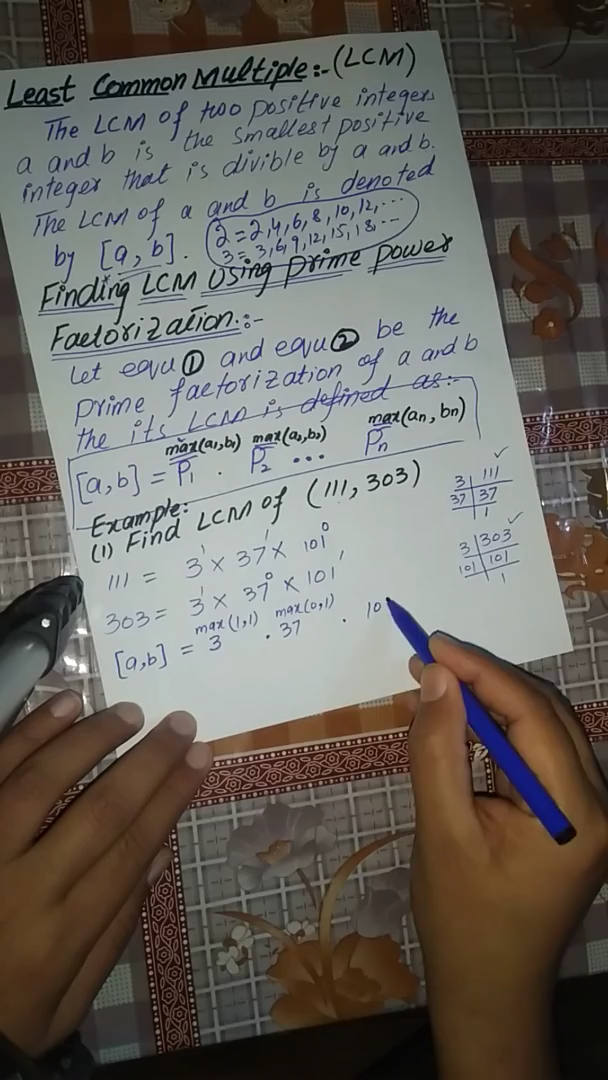 Least Common Multiple:-(LCM)
The LCM of two positive integers
a and b is the smallest positive
integer that is divible by a and b.
The LCM of a and b is denoted
by [a,b].
2=2,4,6,8,10,12,...
3=3,6,9,12,15,18,...
Finding LCM Using prime power
Factorization:-
Let equ① and equ② be the
prime factorization of a and b
the its LCM is defined as:-
[a,b] = P₁^max(a₁,b₁) . P₂^max(a₂,b₂) ... Pₙ^max(aₙ,bₙ)
Example:
(1) Find LCM of (111, 303)
3 | 111
37 | 37
1
3 | 303
101 | 101
1
111 = 3¹ × 37¹ × 101⁰
303 = 3¹ × 37⁰ × 101¹
[a,b] = 3^max(1,1) . 37^max(0,1) . 10